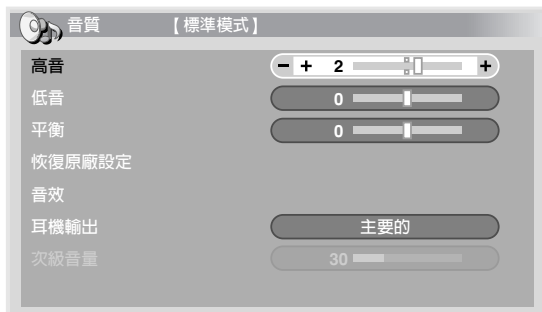 音質 【標準模式】
高音 − + 2 +
低音 0
平衡 0
恢復原廠設定
音效
耳機輸出 主要的
次級音量 30